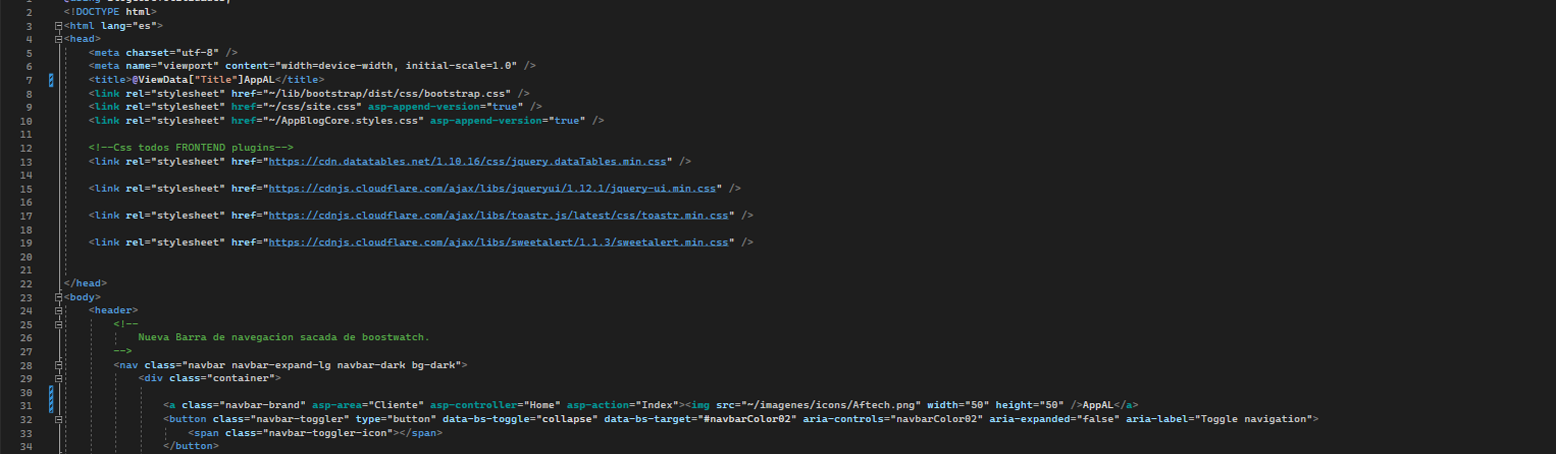 2 <!DOCTYPE html>
3 <html lang="es">
4 <head>
5 <meta charset="utf-8" />
6 <meta name="viewport" content="width=device-width, initial-scale=1.0" />
7 <title>@ViewData["Title"]AppAL</title>
8 <link rel="stylesheet" href="~/lib/bootstrap/dist/css/bootstrap.css" />
9 <link rel="stylesheet" href="~/css/site.css" asp-append-version="true" />
10 <link rel="stylesheet" href="~/AppBlogCore.styles.css" asp-append-version="true" />
11
12 <!--Css todos FRONTEND plugins-->
13 <link rel="stylesheet" href="https://cdn.datatables.net/1.10.16/css/jquery.dataTables.min.css" />
14
15 <link rel="stylesheet" href="https://cdnjs.cloudflare.com/ajax/libs/jqueryui/1.12.1/jquery-ui.min.css" />
16
17 <link rel="stylesheet" href="https://cdnjs.cloudflare.com/ajax/libs/toastr.js/latest/css/toastr.min.css" />
18
19 <link rel="stylesheet" href="https://cdnjs.cloudflare.com/ajax/libs/sweetalert/1.1.3/sweetalert.min.css" />
20
21
22 </head>
23 <body>
24 <header>
25 <!--
26 Nueva Barra de navegacion sacada de boostwatch.
27 -->
28 <nav class="navbar navbar-expand-lg navbar-dark bg-dark">
29 <div class="container">
30
31 <a class="navbar-brand" asp-area="Cliente" asp-controller="Home" asp-action="Index"><img src="~/imagenes/icons/Aftech.png" width="50" height="50" />AppAL</a>
32 <button class="navbar-toggler" type="button" data-bs-toggle="collapse" data-bs-target="#navbarColor02" aria-controls="navbarColor02" aria-expanded="false" aria-label="Toggle navigation">
33 <span class="navbar-toggler-icon"></span>
34 </button>